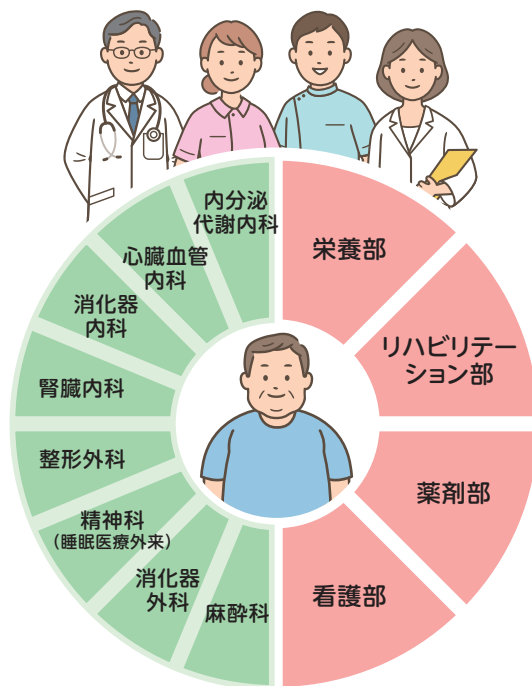 内分泌
代謝内科
心臓血管
内科
消化器
内科
腎臓内科
整形外科
精神科
（睡眠医療外来）
消化器
外科
麻酔科
栄養部
リハビリテー
ション部
薬剤部
看護部